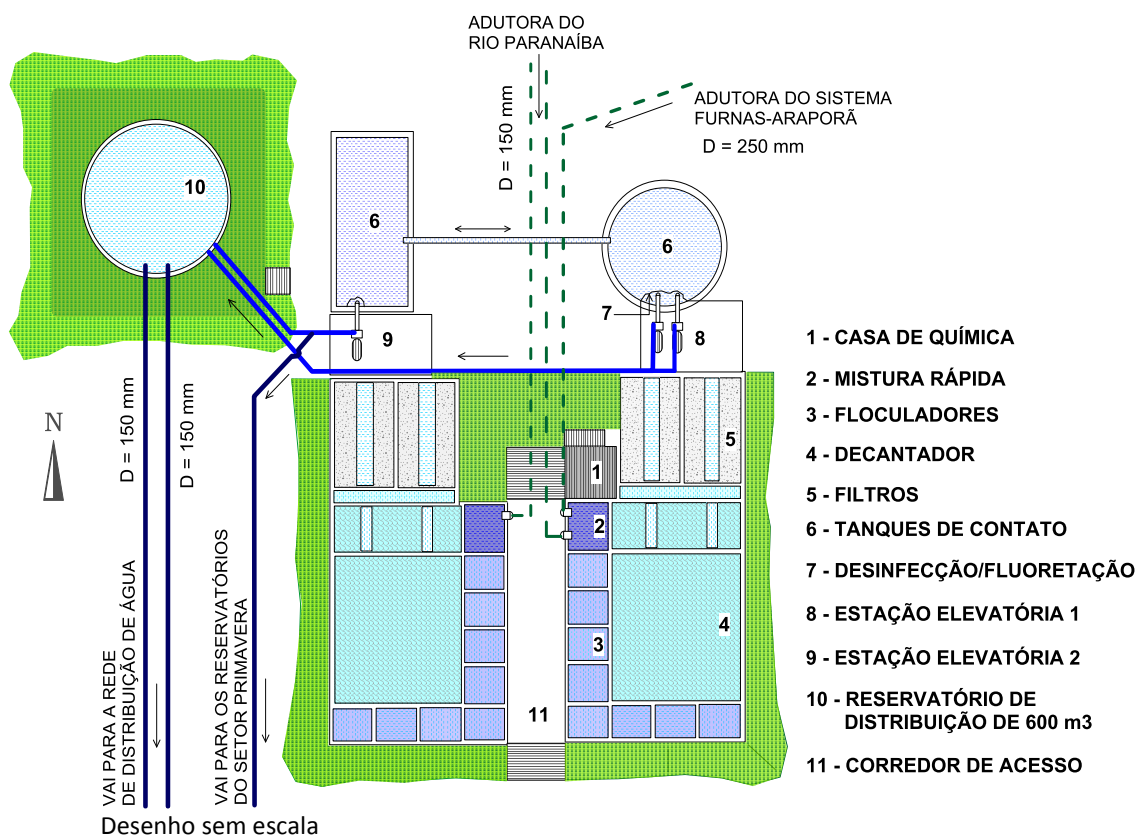 ADUTORA DO
RIO PARANAÍBA
ADUTORA DO SISTEMA
FURNAS-ARAPORÃ
D = 250 mm
D = 150 mm
10
6
6
7
8
9
N
D = 150 mm
D = 150 mm
5
1
2
3
4
11
VAI PARA A REDE
DE DISTRIBUIÇÃO DE ÁGUA
VAI PARA OS RESERVATÓRIOS
DO SETOR PRIMAVERA
1 - CASA DE QUÍMICA
2 - MISTURA RÁPIDA
3 - FLOCULADORES
4 - DECANTADOR
5 - FILTROS
6 - TANQUES DE CONTATO
7 - DESINFECÇÃO/FLUORETAÇÃO
8 - ESTAÇÃO ELEVATÓRIA 1
9 - ESTAÇÃO ELEVATÓRIA 2
10 - RESERVATÓRIO DE
DISTRIBUIÇÃO DE 600 m3
11 - CORREDOR DE ACESSO
Desenho sem escala